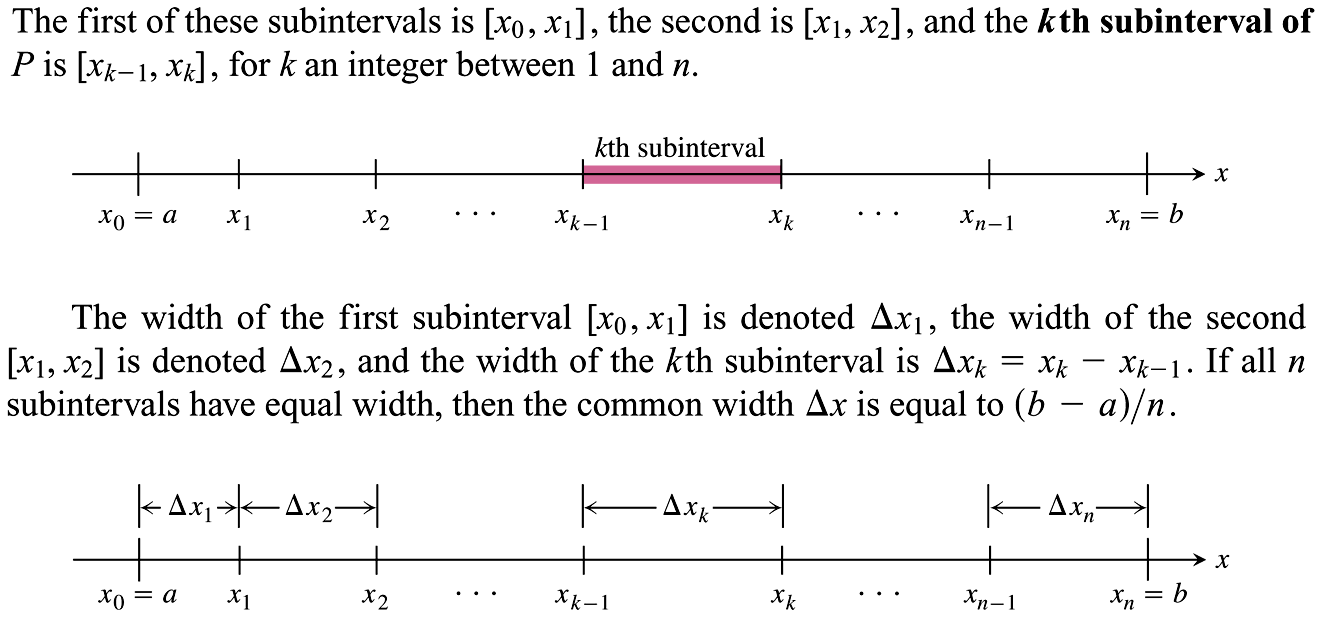 The first of these subintervals is [x₀, x₁], the second is [x₁, x₂], and the kth subinterval of
P is [xₖ₋₁, xₖ], for k an integer between 1 and n.
kth subinterval
x
x₀ = a x₁ x₂ · · · xₖ₋₁ xₖ · · · xₙ₋₁ xₙ = b
The width of the first subinterval [x₀, x₁] is denoted Δx₁, the width of the second
[x₁, x₂] is denoted Δx₂, and the width of the kth subinterval is Δxₖ = xₖ − xₖ₋₁. If all n
subintervals have equal width, then the common width Δx is equal to (b − a)/n.
Δx₁ Δx₂ Δxₖ Δxₙ
x
x₀ = a x₁ x₂ · · · xₖ₋₁ xₖ · · · xₙ₋₁ xₙ = b